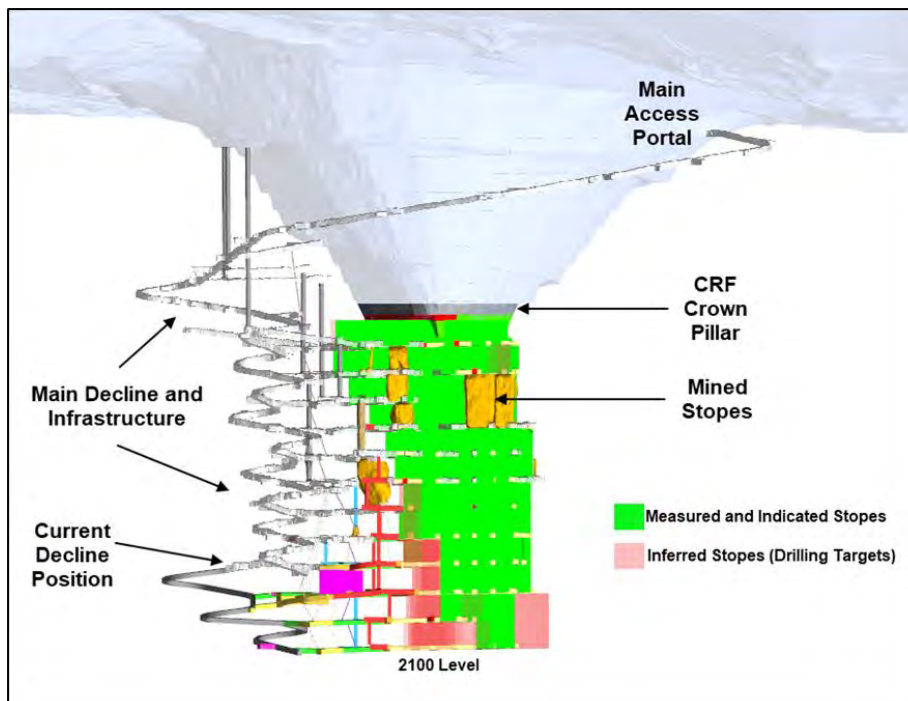 Main
Access
Portal
CRF
Crown
Pillar
Main Decline and
Infrastructure
Mined
Stopes
Current
Decline
Position
Measured and Indicated Stopes
Inferred Stopes (Drilling Targets)
2100 Level